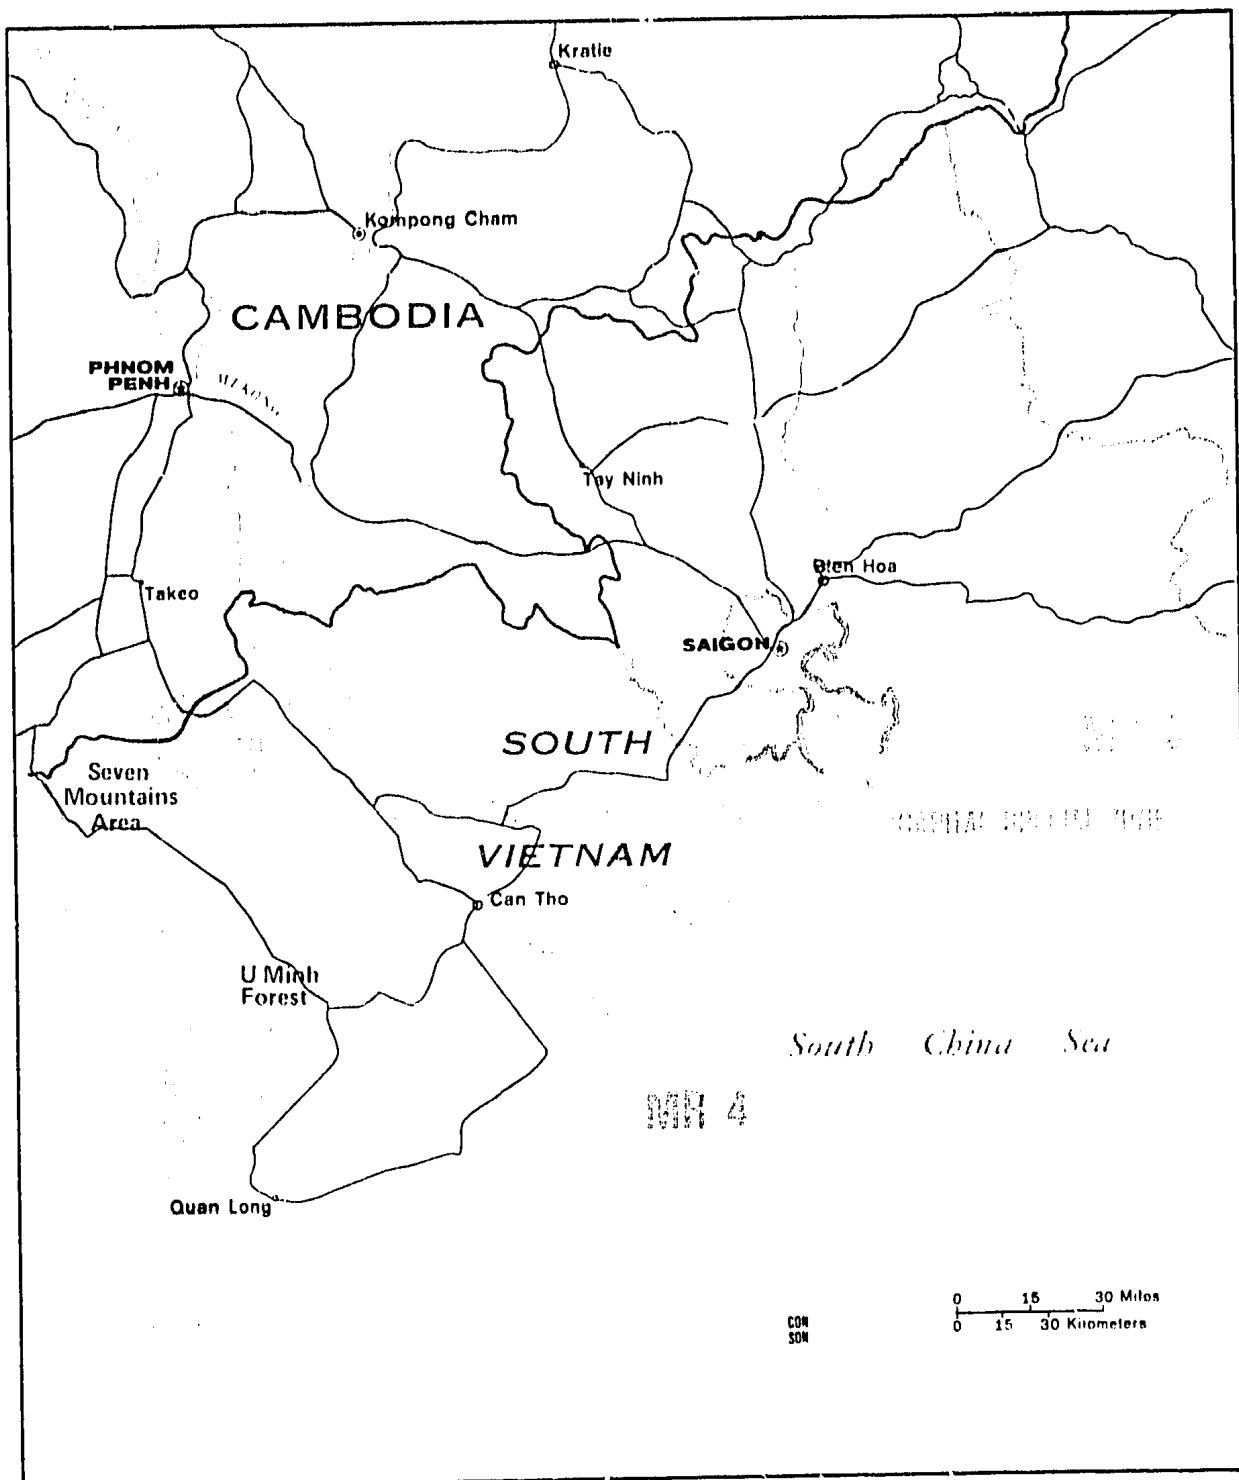 Kratie
Kompong Cham
CAMBODIA
PHNOM
PENH
MEKONG
Tay Ninh
Bien Hoa
Takeo
SAIGON
SOUTH
Seven
Mountains
Area
VIETNAM
Can Tho
U Minh
Forest
South China Sea
MR 4
Quan Long
0 15 30 Miles
0 15 30 Kilometers
CON
SON